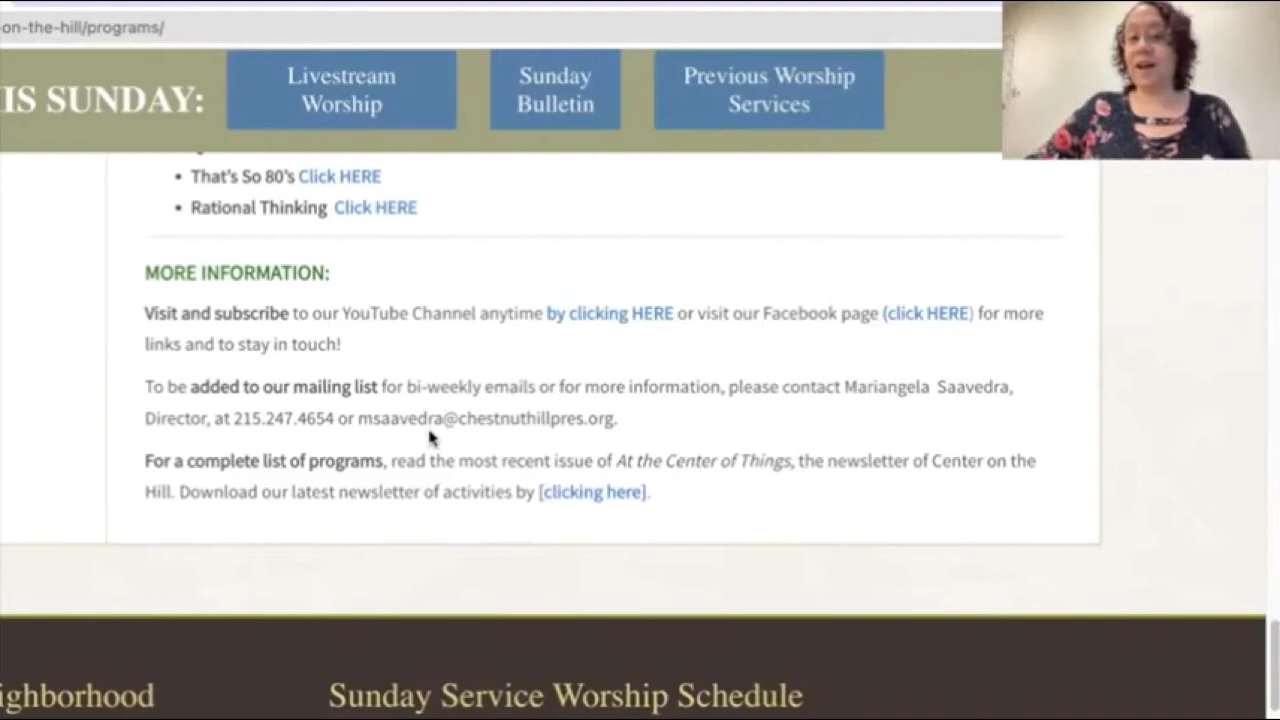 -on-the-hill/programs/
IS SUNDAY:
Livestream
Worship
Sunday
Bulletin
Previous Worship
Services
• That's So 80's Click HERE
• Rational Thinking Click HERE
MORE INFORMATION:
Visit and subscribe to our YouTube Channel anytime by clicking HERE or visit our Facebook page (click HERE) for more
links and to stay in touch!
To be added to our mailing list for bi-weekly emails or for more information, please contact Mariangela Saavedra,
Director, at 215.247.4654 or msaavedra@chestnuthillpres.org.
For a complete list of programs, read the most recent issue of At the Center of Things, the newsletter of Center on the
Hill. Download our latest newsletter of activities by [clicking here].
ighborhood
Sunday Service Worship Schedule